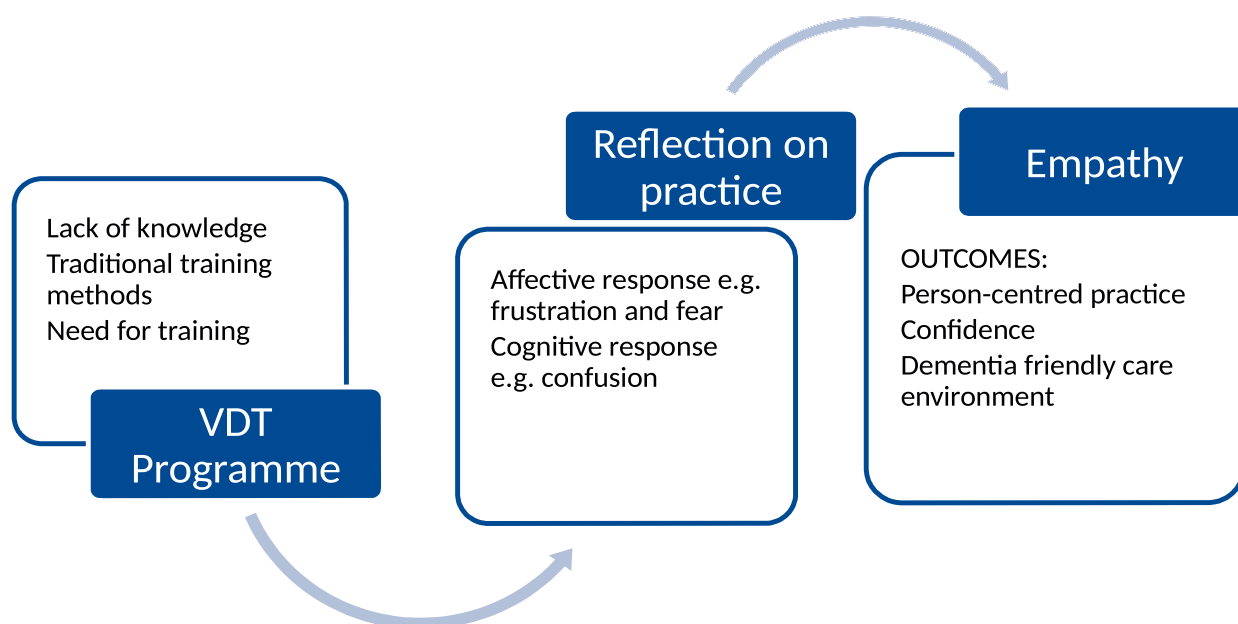 Lack of knowledge
Traditional training
methods
Need for training
VDT
Programme
Reflection on
practice
Affective response e.g.
frustration and fear
Cognitive response
e.g. confusion
Empathy
OUTCOMES:
Person-centred practice
Confidence
Dementia friendly care
environment